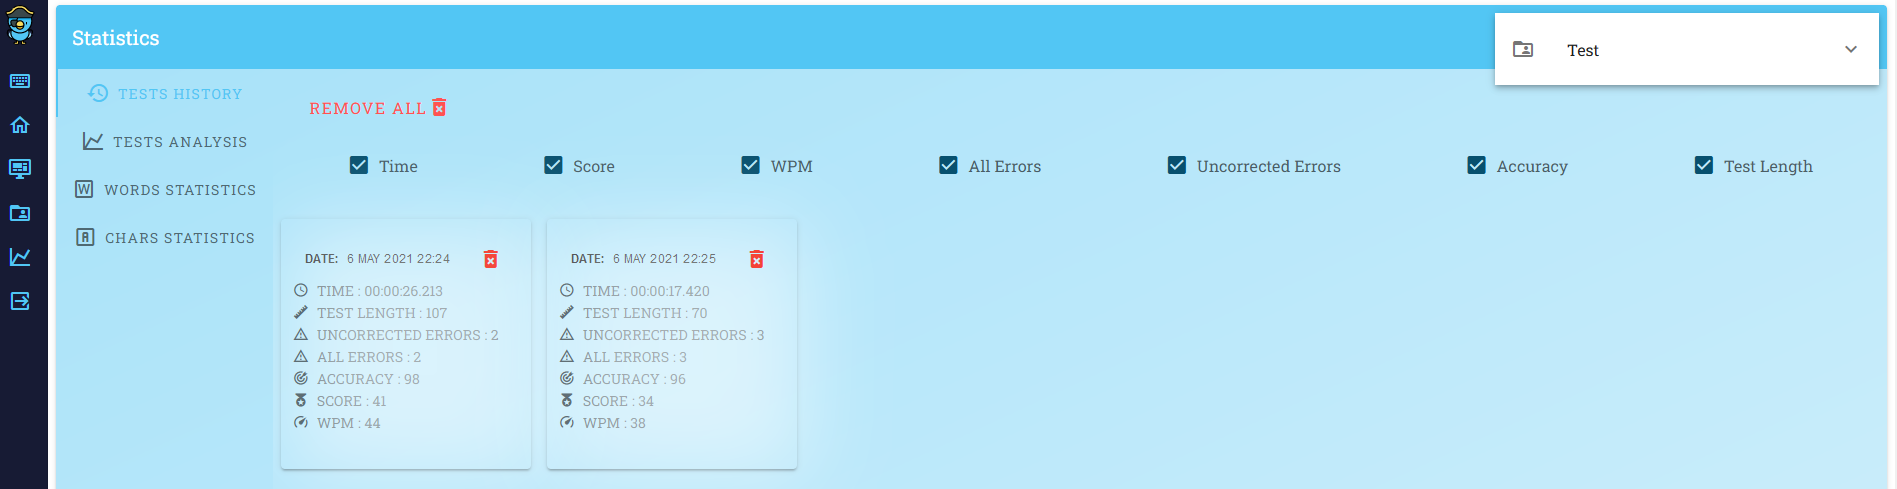 Statistics
Test
TESTS HISTORY
TESTS ANALYSIS
WORDS STATISTICS
CHARS STATISTICS
REMOVE ALL
Time
Score
WPM
All Errors
Uncorrected Errors
Accuracy
Test Length
DATE: 6 MAY 2021 22:24
TIME : 00:00:26.213
TEST LENGTH : 107
UNCORRECTED ERRORS : 2
ALL ERRORS : 2
ACCURACY : 98
SCORE : 41
WPM : 44
DATE: 6 MAY 2021 22:25
TIME : 00:00:17.420
TEST LENGTH : 70
UNCORRECTED ERRORS : 3
ALL ERRORS : 3
ACCURACY : 96
SCORE : 34
WPM : 38